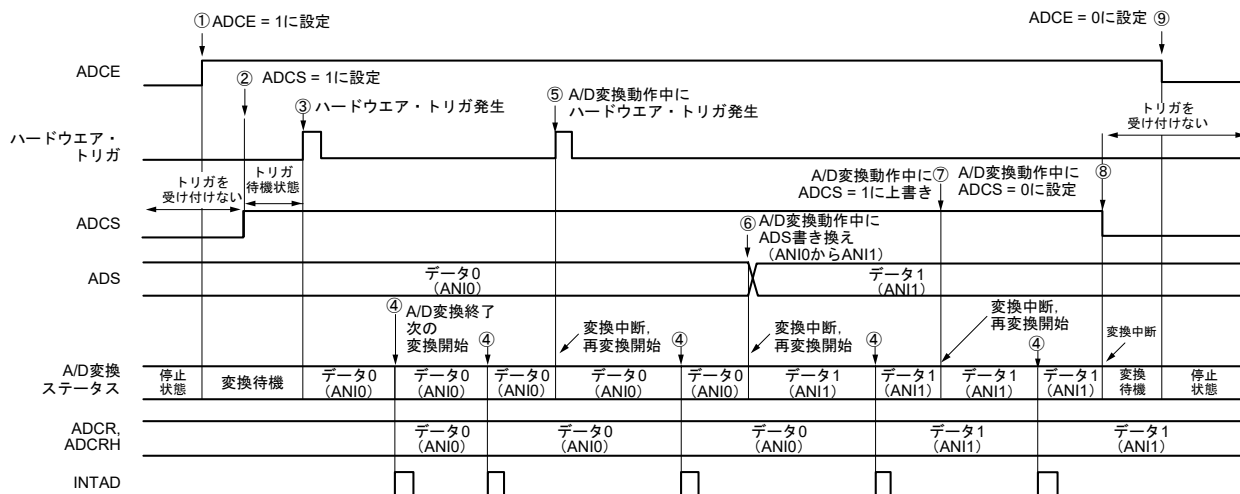 ① ADCE = 1に設定
ADCE = 0に設定 ⑨
ADCE
② ADCS = 1に設定
③ ハードウエア・トリガ発生
⑤ A/D変換動作中に
ハードウエア・トリガ発生
トリガを
受け付けない
ハードウエア・
トリガ
トリガを
受け付けない
トリガ
待機状態
A/D変換動作中に ⑦
ADCS = 1に上書き
A/D変換動作中に ⑧
ADCS = 0に設定
ADCS
⑥ A/D変換動作中に
ADS書き換え
(ANI0からANI1)
ADS
データ0
(ANI0)
データ1
(ANI1)
④ A/D変換終了
次の
変換開始
④
変換中断,
再変換開始
④
変換中断,
再変換開始
④
変換中断,
再変換開始
④
変換中断
A/D変換
ステータス
停止
状態
変換待機
データ0
(ANI0)
データ0
(ANI0)
データ0
(ANI0)
データ0
(ANI0)
データ0
(ANI0)
データ1
(ANI1)
データ1
(ANI1)
データ1
(ANI1)
データ1
(ANI1)
変換
待機
停止
状態
ADCR,
ADCRH
データ0
(ANI0)
データ0
(ANI0)
データ0
(ANI0)
データ1
(ANI1)
データ1
(ANI1)
INTAD